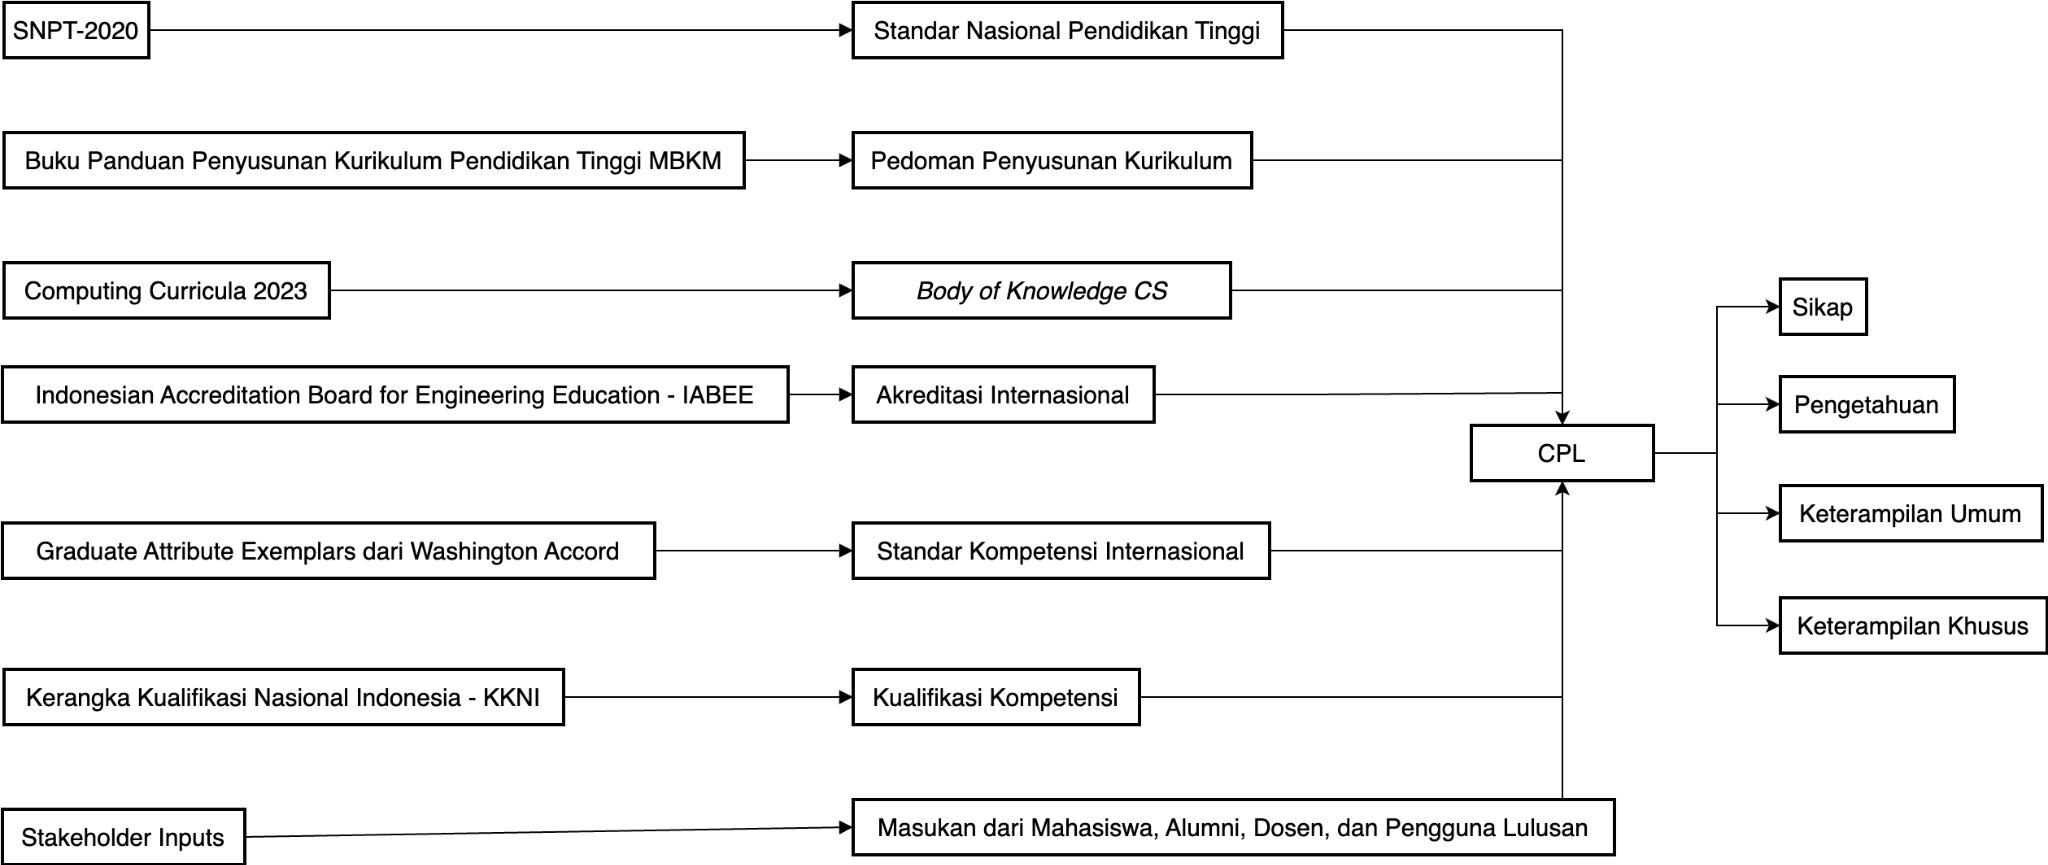 SNPT-2020
Standar Nasional Pendidikan Tinggi
Buku Panduan Penyusunan Kurikulum Pendidikan Tinggi MBKM
Pedoman Penyusunan Kurikulum
Computing Curricula 2023
Body of Knowledge CS
Indonesian Accreditation Board for Engineering Education - IABEE
Akreditasi Internasional
Graduate Attribute Exemplars dari Washington Accord
Standar Kompetensi Internasional
Kerangka Kualifikasi Nasional Indonesia - KKNI
Kualifikasi Kompetensi
Stakeholder Inputs
Masukan dari Mahasiswa, Alumni, Dosen, dan Pengguna Lulusan
CPL
Sikap
Pengetahuan
Keterampilan Umum
Keterampilan Khusus